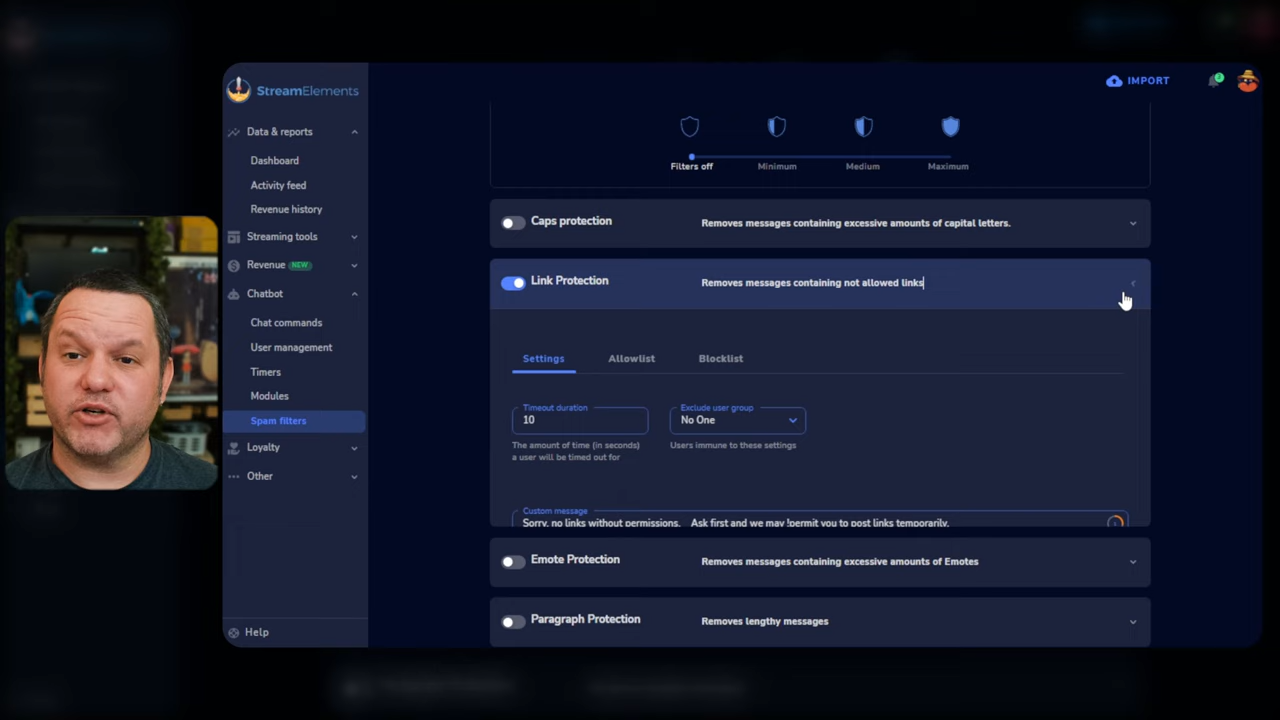 StreamElements
IMPORT
Data & reports
Dashboard
Activity feed
Revenue history
Streaming tools
Revenue NEW
Chatbot
Chat commands
User management
Timers
Modules
Spam filters
Loyalty
Other
Help
Filters off Minimum Medium Maximum
Caps protection Removes messages containing excessive amounts of capital letters.
Link Protection Removes messages containing not allowed links
Settings Allowlist Blocklist
Timeout duration Exclude user group
10 No One
The amount of time (in seconds) Users immune to these settings
a user will be timed out for
Custom message
Sorry, no links without permissions. Ask first and we may !permit you to post links temporarily.
Emote Protection Removes messages containing excessive amounts of Emotes
Paragraph Protection Removes lengthy messages